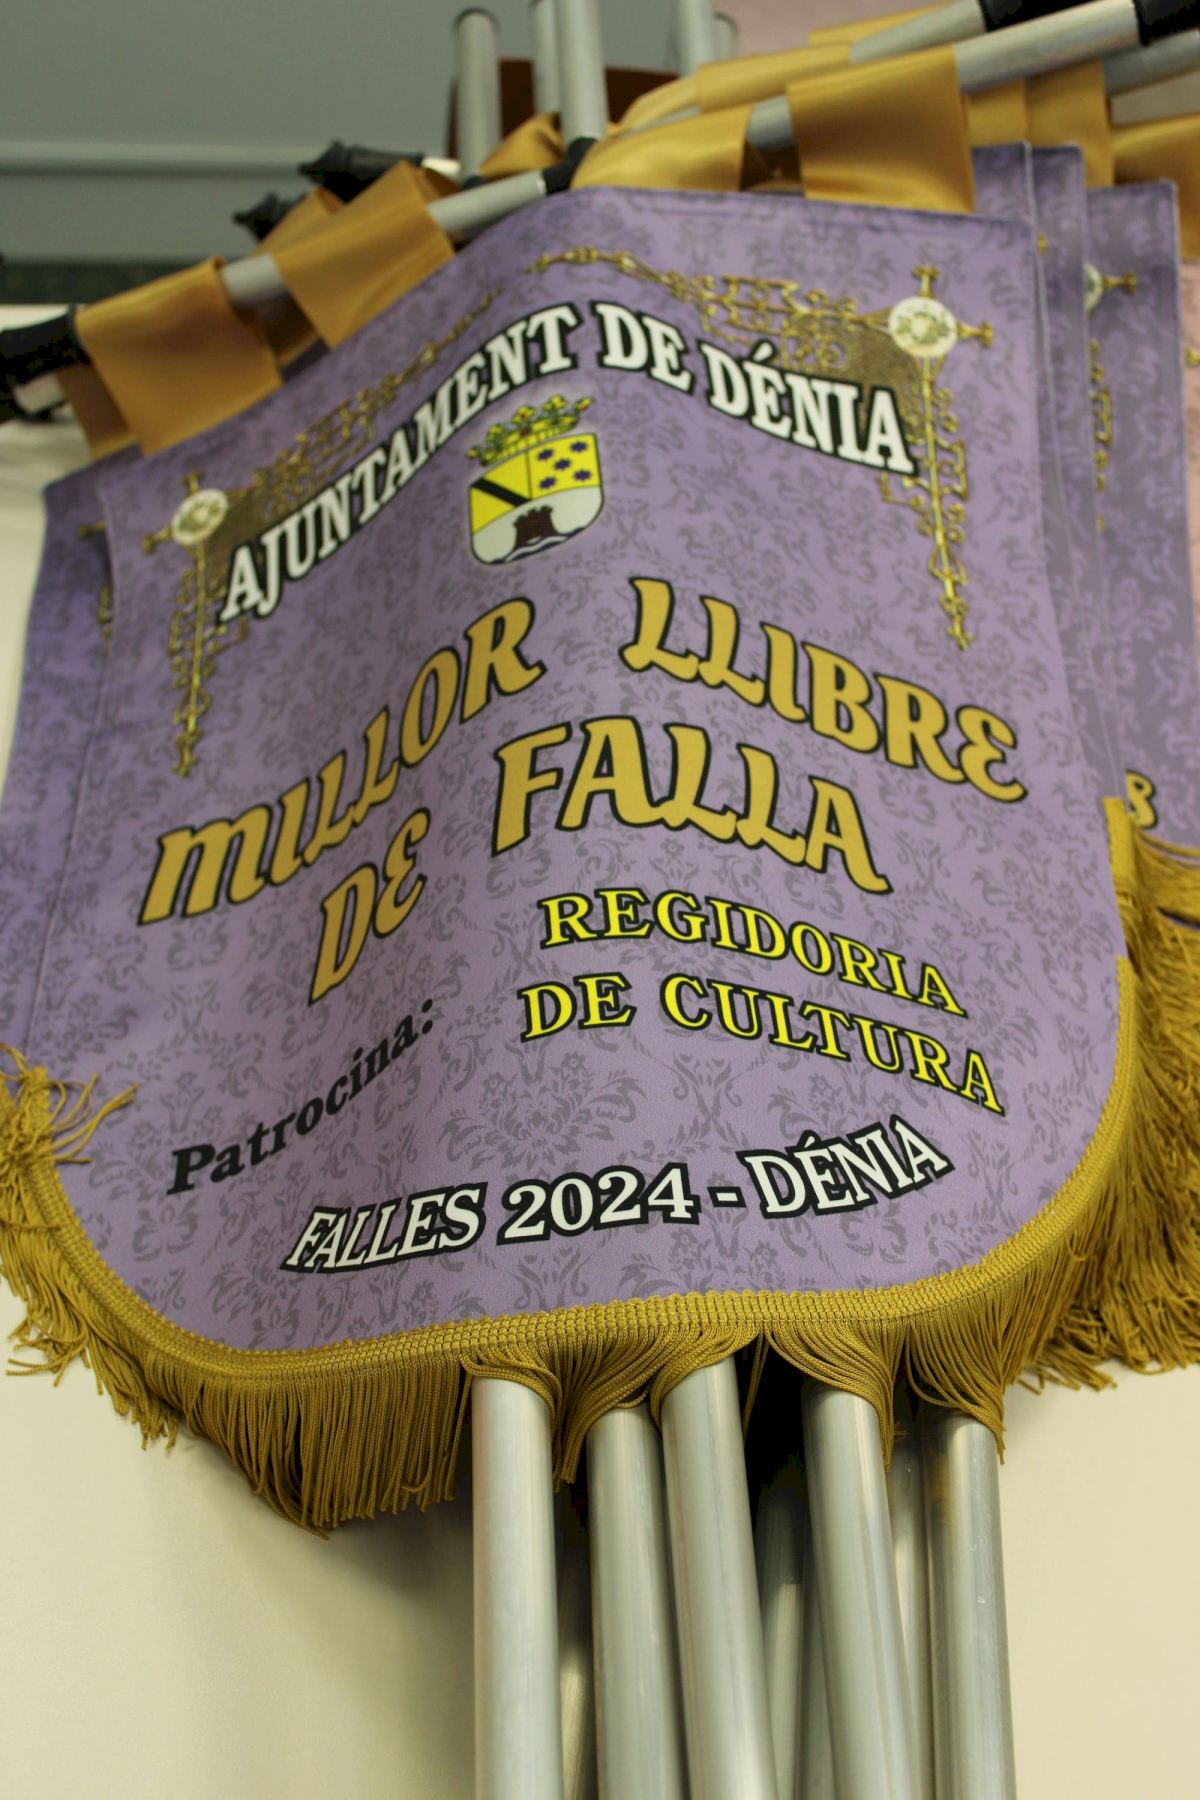 AJUNTAMENT DE DÉNIA
MILLOR LLIBRE
DE FALLA
Patrocina:
REGIDORIA
DE CULTURA
FALLES 2024 - DÉNIA